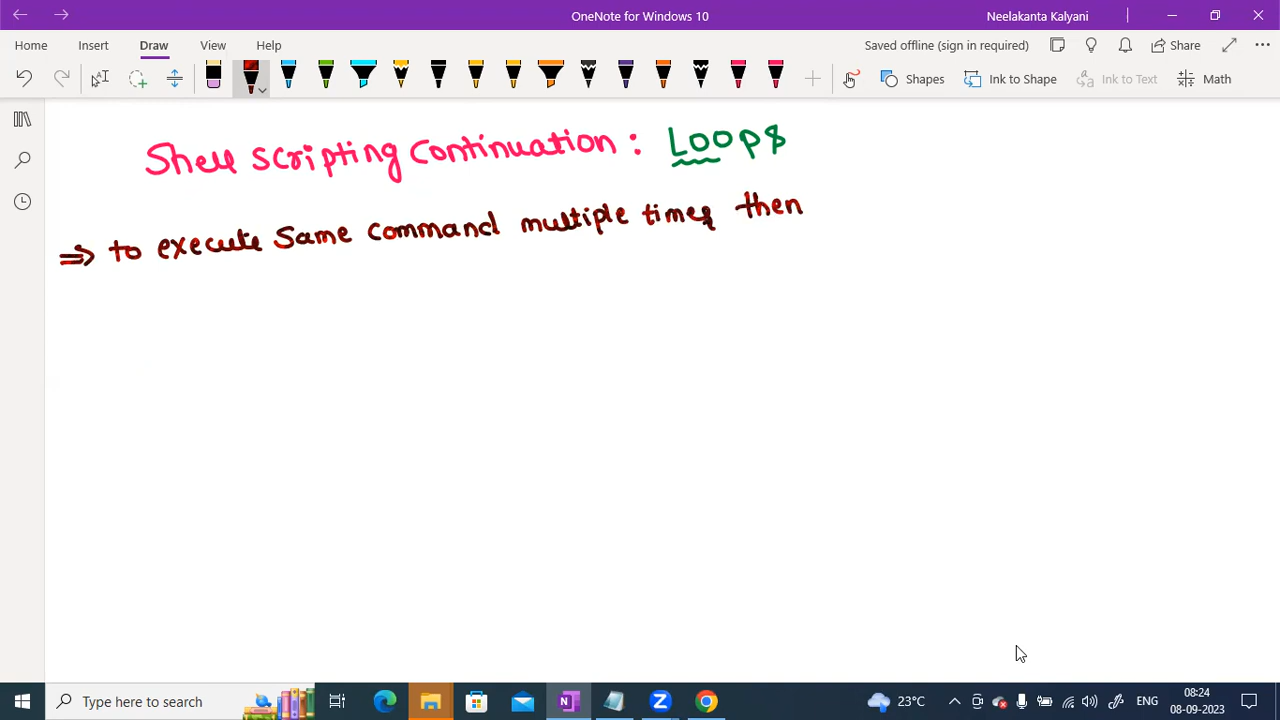 OneNote for Windows 10
Neelakanta Kalyani
Home Insert Draw View Help
Saved offline (sign in required)
Share
Shapes
Ink to Shape
Ink to Text
Math
Shell Scripting Continuation : Loops
⇒ to execute Same command multiple times then
Type here to search
23°C
ENG
08:24
08-09-2023